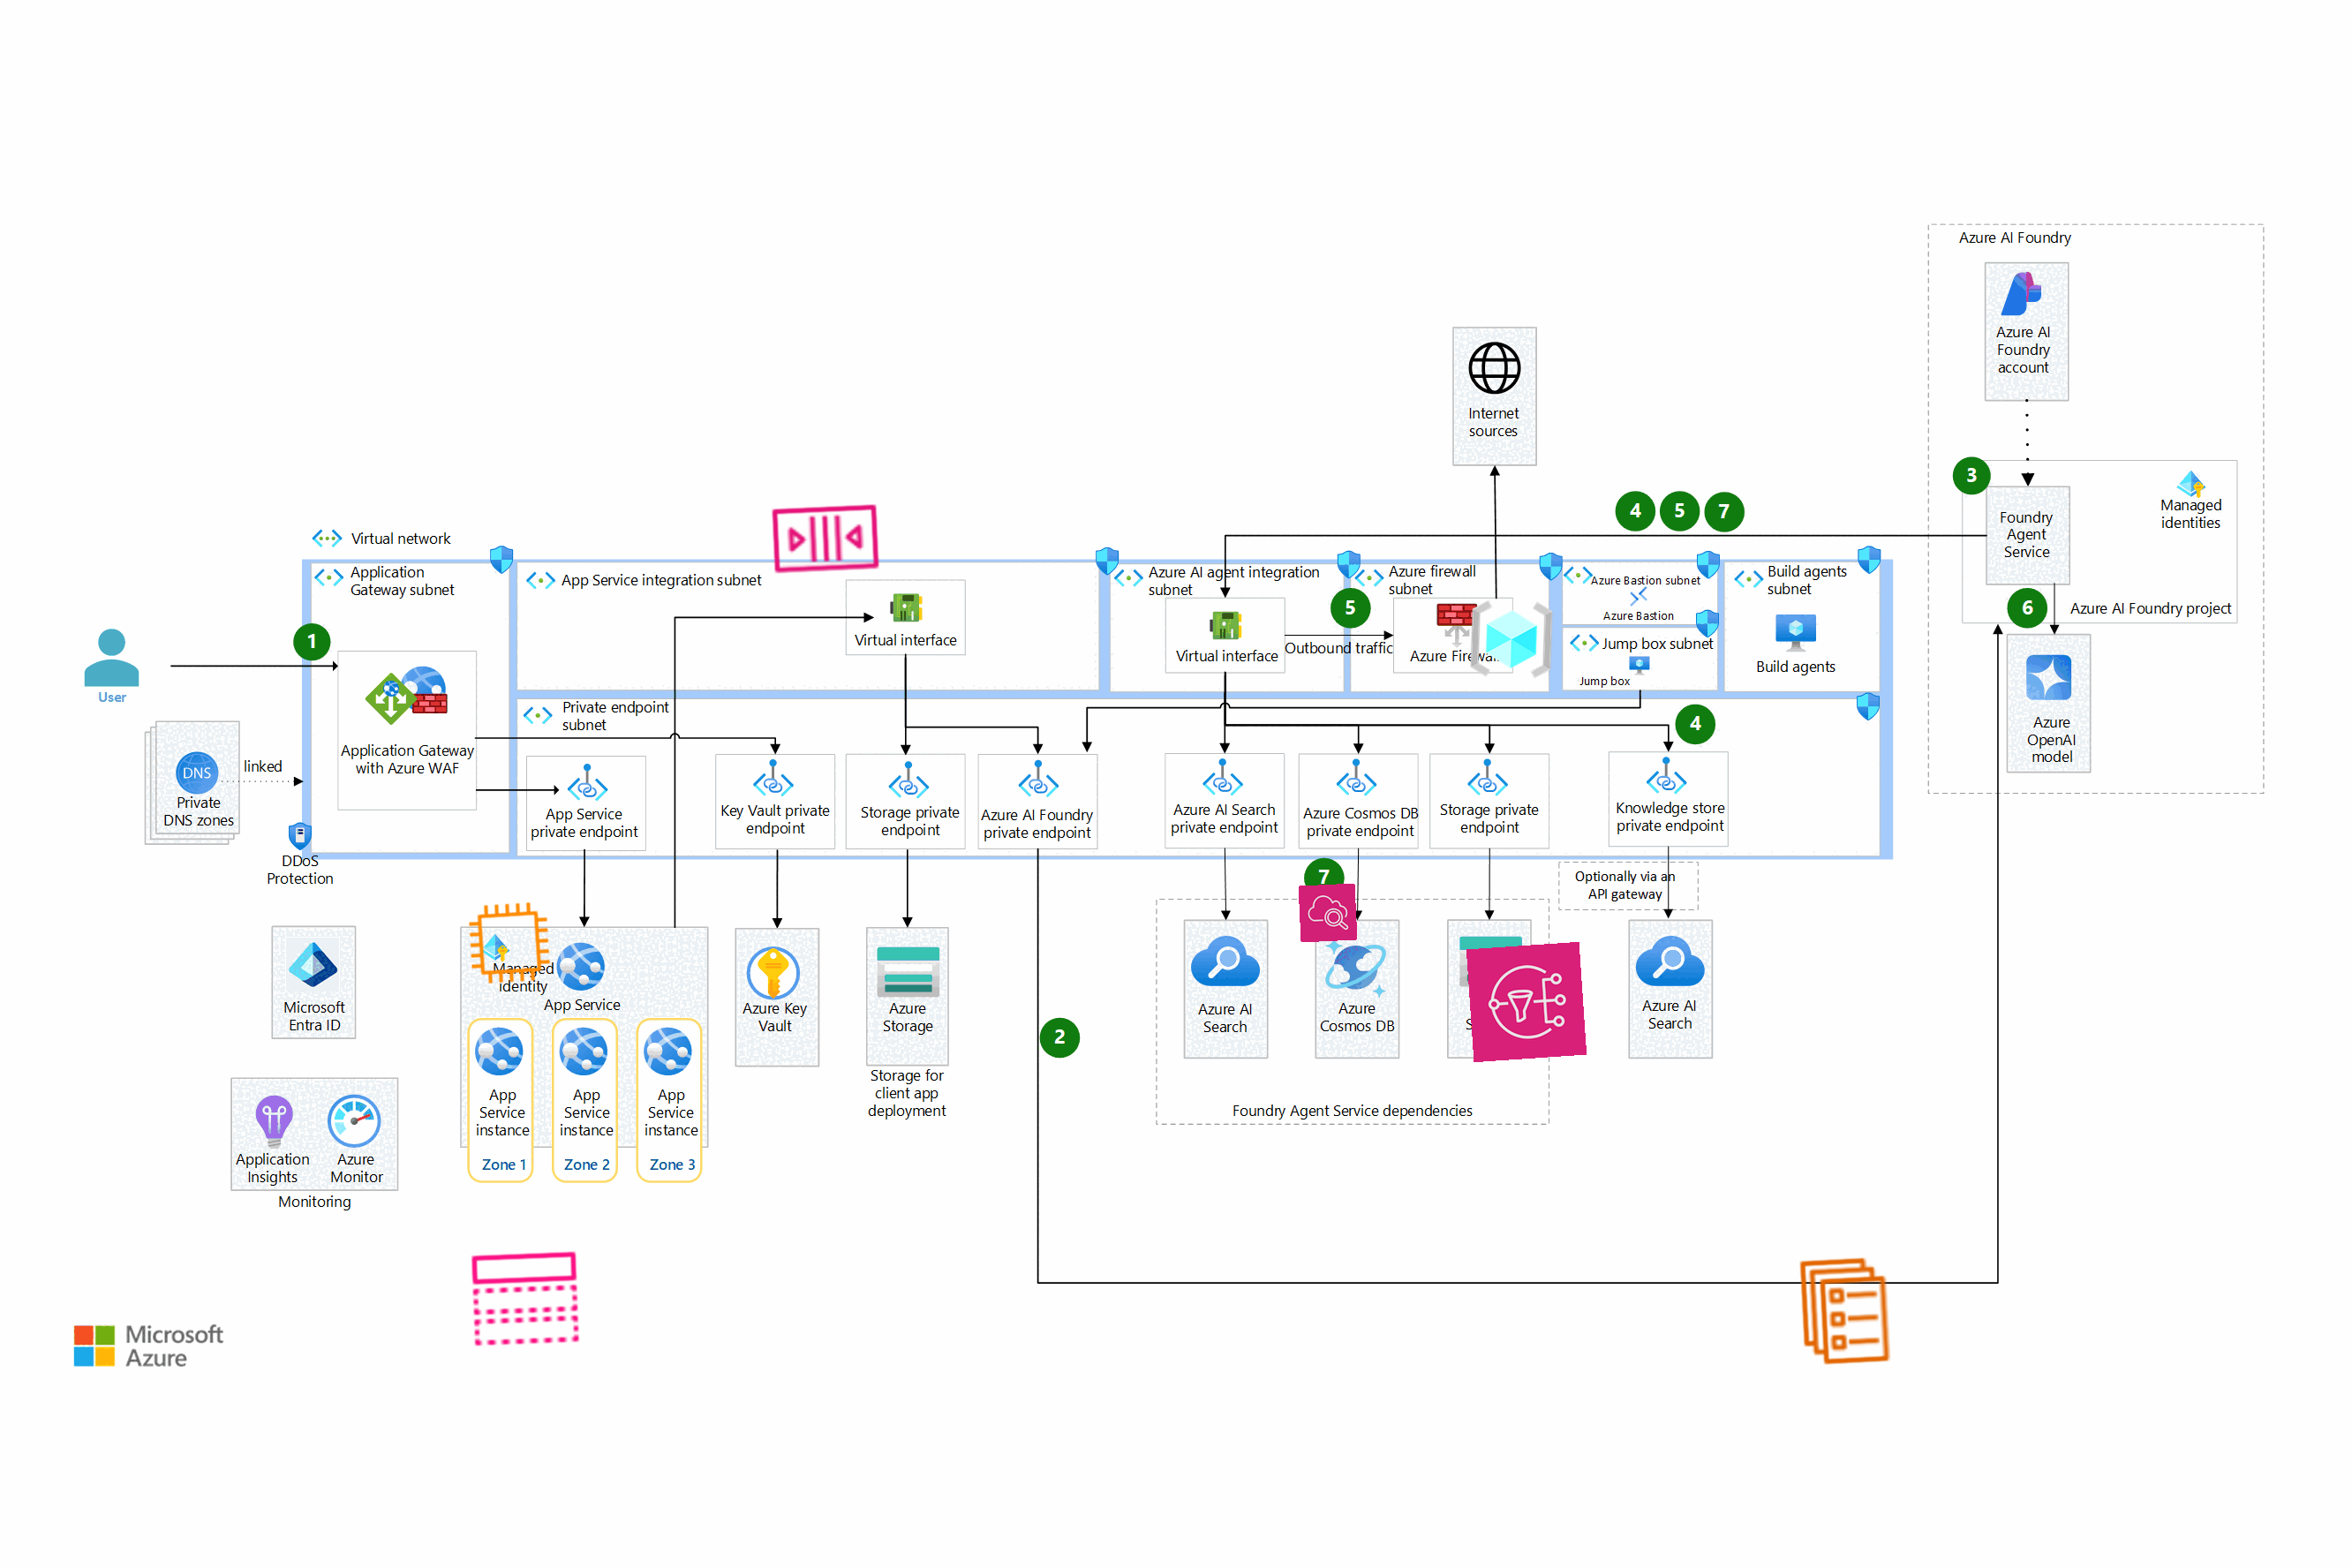 Azure AI Foundry
Azure AI
Foundry
account
Internet
sources
3
Managed
identities
Foundry
Agent
Service
4 5 7
Virtual network
Application
Gateway subnet
App Service integration subnet
Azure AI agent integration
subnet
Azure firewall
subnet
Azure Bastion subnet
Azure Bastion
Build agents
subnet
5
6
Azure AI Foundry project
1
Virtual interface
Virtual interface
Outbound traffic
Azure
Jump box subnet
Jump box
Build agents
User
Private endpoint
subnet
4
Application Gateway
with Azure WAF
Azure
OpenAI
model
linked
DNS
Private
DNS zones
App Service
private endpoint
Key Vault private
endpoint
Storage private
endpoint
Azure AI Foundry
private endpoint
Azure AI Search
private endpoint
Azure Cosmos DB
private endpoint
Storage private
endpoint
Knowledge store
private endpoint
DDoS
Protection
7
Optionally via an
API gateway
Microsoft
Entra ID
Managed
identity
App Service
Azure Key
Vault
Azure
Storage
Azure AI
Search
Azure
Cosmos DB
Azure AI
Search
2
Storage for
client app
deployment
App
Service
instance
App
Service
instance
App
Service
instance
Zone 1
Zone 2
Zone 3
Foundry Agent Service dependencies
Application
Insights
Azure
Monitor
Monitoring
Microsoft
Azure